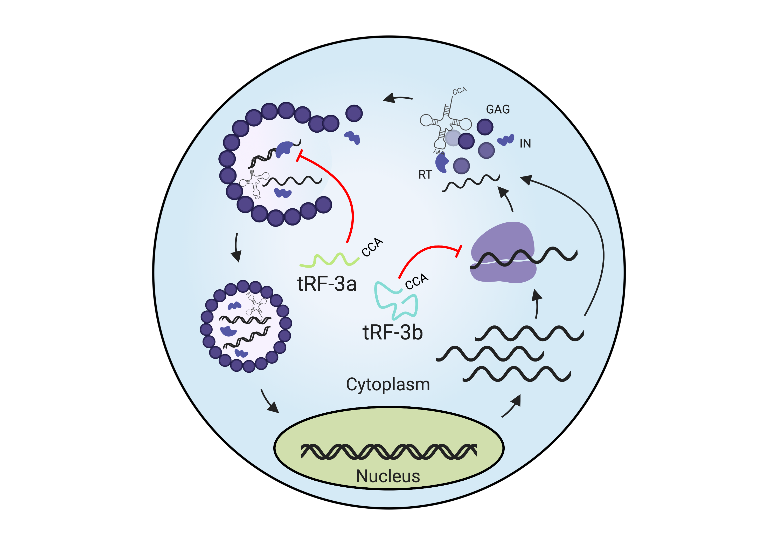 CCA
GAG
IN
RT
CCA
tRF-3a
CCA
tRF-3b
Cytoplasm
Nucleus